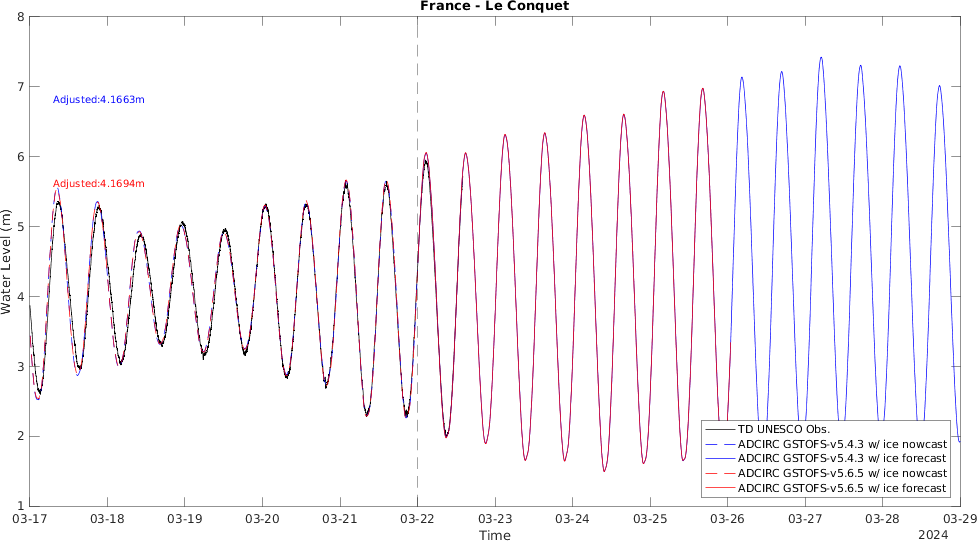 France - Le Conquet
8
7
6
5
4
3
2
1
Water Level (m)
Adjusted:4.1663m
Adjusted:4.1694m
TD UNESCO Obs.
ADCIRC GSTOFS-v5.4.3 w/ ice nowcast
ADCIRC GSTOFS-v5.4.3 w/ ice forecast
ADCIRC GSTOFS-v5.6.5 w/ ice nowcast
ADCIRC GSTOFS-v5.6.5 w/ ice forecast
03-17 03-18 03-19 03-20 03-21 03-22 03-23 03-24 03-25 03-26 03-27 03-28 03-29
Time
2024